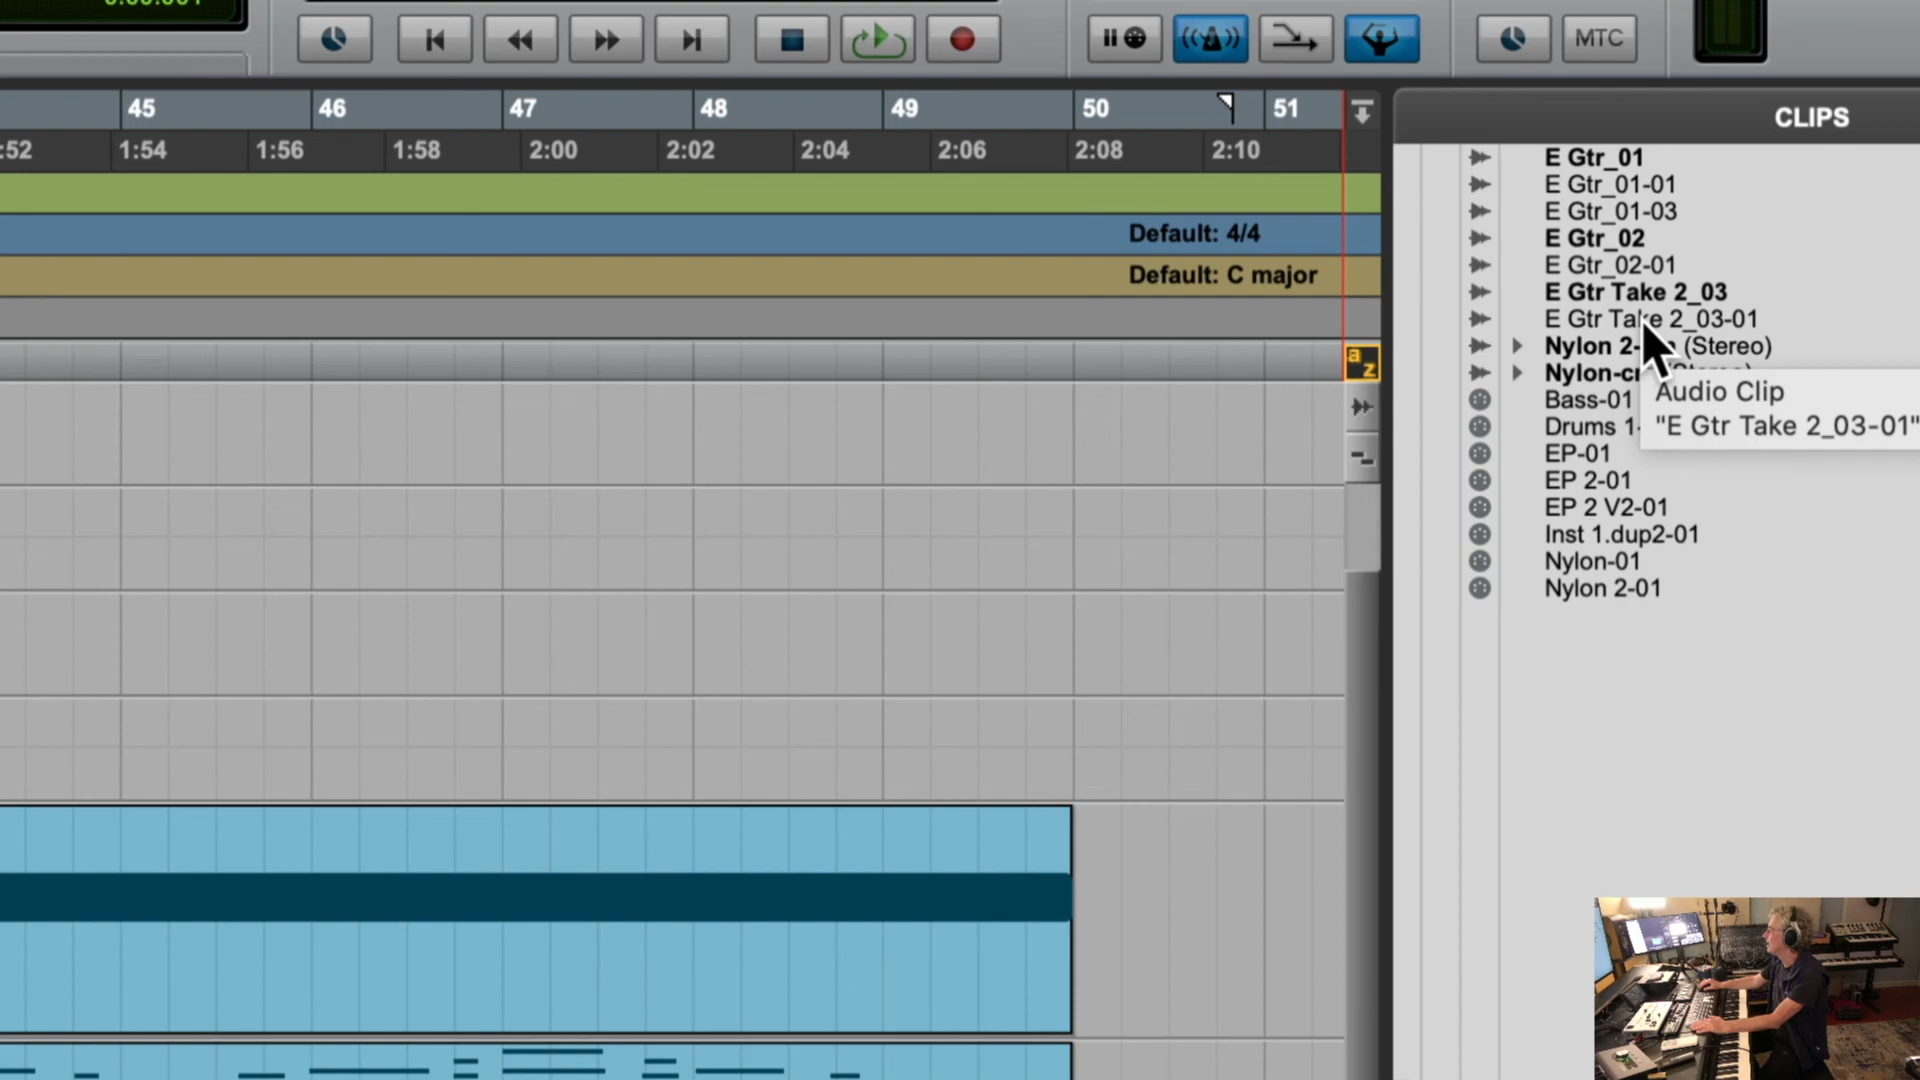 MTC
45 46 47 48 49 50 51
:52 1:54 1:56 1:58 2:00 2:02 2:04 2:06 2:08 2:10
Default: 4/4
Default: C major
a z
CLIPS
E Gtr_01
E Gtr_01-01
E Gtr_01-03
E Gtr_02
E Gtr_02-01
E Gtr Take 2_03
E Gtr Take 2_03-01
Nylon 2- (Stereo)
Nylon-cr
Audio Clip
"E Gtr Take 2_03-01"
Bass-01
Drums 1-
EP-01
EP 2-01
EP 2 V2-01
Inst 1.dup2-01
Nylon-01
Nylon 2-01